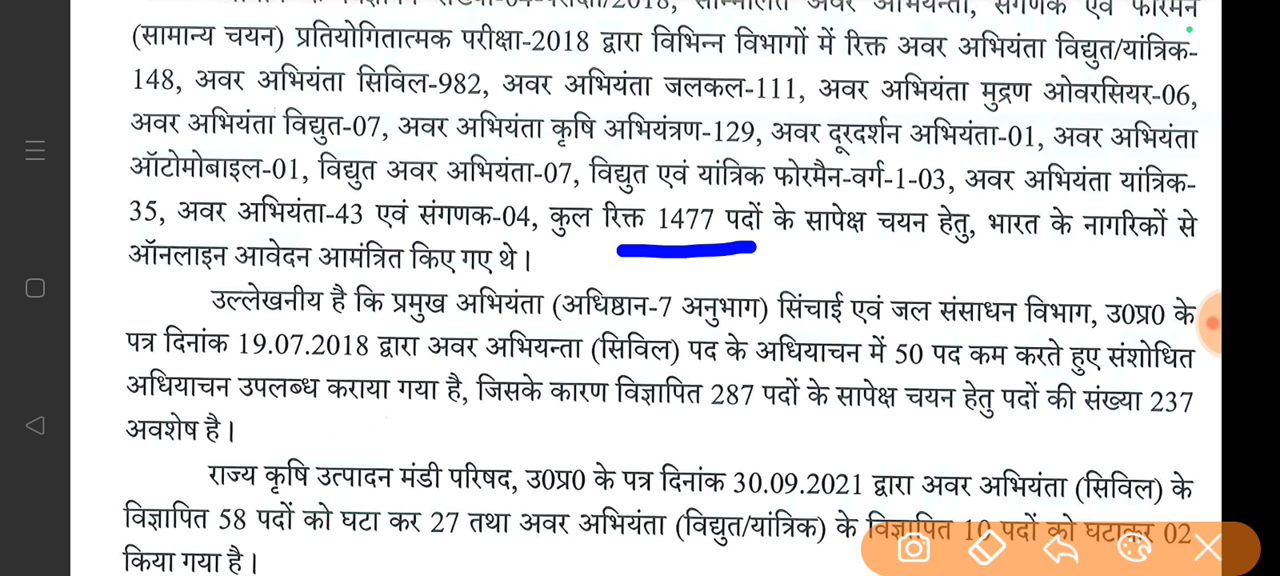 (सामान्य चयन) प्रतियोगितात्मक परीक्षा-2018 द्वारा विभिन्न विभागों में रिक्त अवर अभियंता विद्युत/यांत्रिक-
148, अवर अभियंता सिविल-982, अवर अभियंता जलकल-111, अवर अभियंता मुद्रण ओवरसियर-06,
अवर अभियंता विद्युत-07, अवर अभियंता कृषि अभियंत्रण-129, अवर दूरदर्शन अभियंता-01, अवर अभियंता
ऑटोमोबाइल-01, विद्युत अवर अभियंता-07, विद्युत एवं यांत्रिक फोरमैन-वर्ग-1-03, अवर अभियंता यांत्रिक-
35, अवर अभियंता-43 एवं संगणक-04, कुल रिक्त 1477 पदों के सापेक्ष चयन हेतु, भारत के नागरिकों से
ऑनलाइन आवेदन आमंत्रित किए गए थे।
उल्लेखनीय है कि प्रमुख अभियंता (अधिष्ठान-7 अनुभाग) सिंचाई एवं जल संसाधन विभाग, उ0प्र0 के
पत्र दिनांक 19.07.2018 द्वारा अवर अभियन्ता (सिविल) पद के अधियाचन में 50 पद कम करते हुए संशोधित
अधियाचन उपलब्ध कराया गया है, जिसके कारण विज्ञापित 287 पदों के सापेक्ष चयन हेतु पदों की संख्या 237
अवशेष है।
राज्य कृषि उत्पादन मंडी परिषद, उ0प्र0 के पत्र दिनांक 30.09.2021 द्वारा अवर अभियंता (सिविल) के
विज्ञापित 58 पदों को घटा कर 27 तथा अवर अभियंता (विद्युत/यांत्रिक) के विज्ञापित 10 पदों को घटाकर 02
किया गया है।